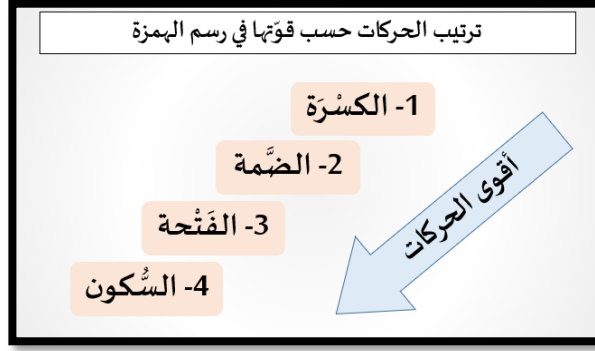 ترتيب الحركات حسب قوّتها في رسم الهمزة
1- الكسْرَة
2- الضَّمة
3- الفَتْحة
4- السُّكون
أقوى الحركات